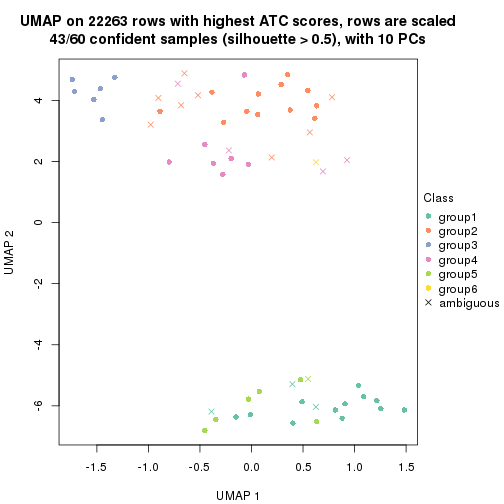 UMAP on 22263 rows with highest ATC scores, rows are scaled
43/60 confident samples (silhouette > 0.5), with 10 PCs
4
2
0
-2
-4
-6
UMAP 2
-1.5 -1.0 -0.5 0.0 0.5 1.0 1.5
UMAP 1
Class
group1
group2
group3
group4
group5
group6
ambiguous